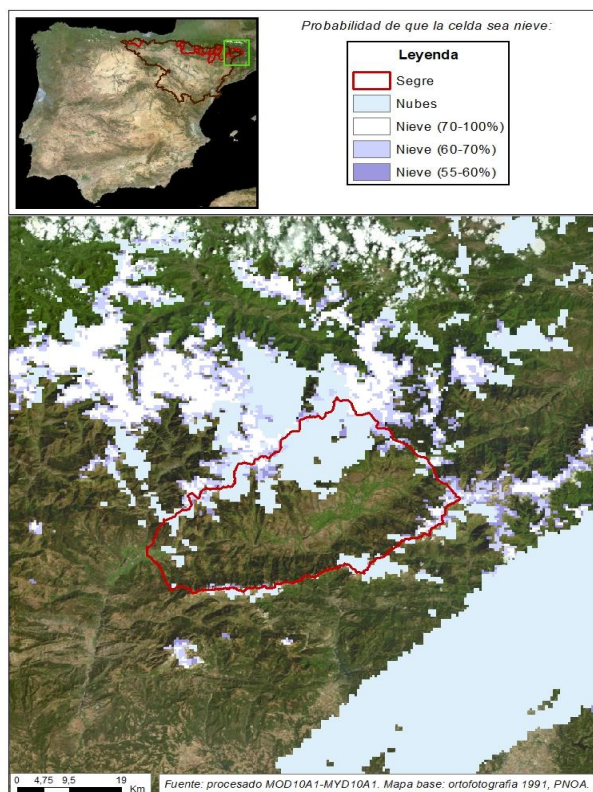 Probabilidad de que la celda sea nieve:
Leyenda
Segre
Nubes
Nieve (70-100%)
Nieve (60-70%)
Nieve (55-60%)
0 4,75 9,5 19
Km
Fuente: procesado MOD10A1-MYD10A1. Mapa base: ortofotografia 1991, PNOA.